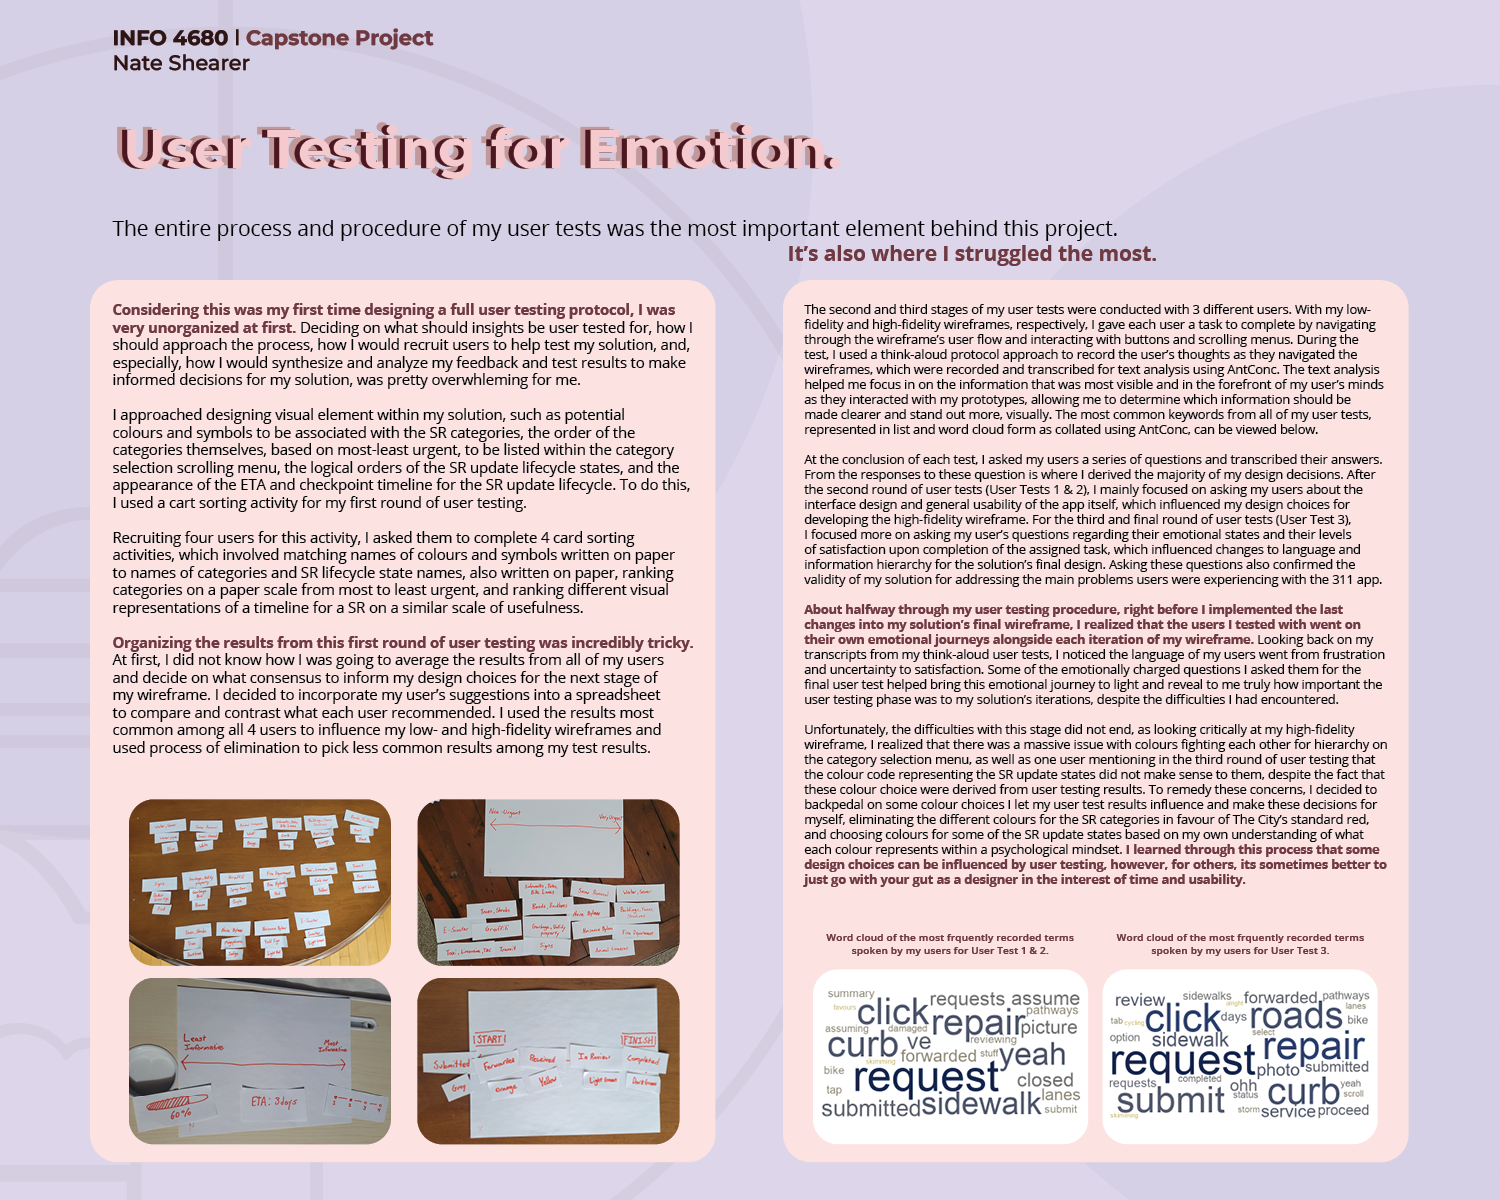 INFO 4680 | Capstone Project
Nate Shearer
User Testing for Emotion.
The entire process and procedure of my user tests was the most important element behind this project.
It's also where I struggled the most.
Considering this was my first time designing a full user testing protocol, I was
very unorganized at first. Deciding on what should insights be user tested for, how I
should approach the process, how I would recruit users to help test my solution, and,
especially, how I would synthesize and analyze my feedback and test results to make
informed decisions for my solution, was pretty overwhleming for me.
I approached designing visual element within my solution, such as potential
colours and symbols to be associated with the SR categories, the order of the
categories themselves, based on most-least urgent, to be listed within the category
selection scrolling menu, the logical orders of the SR update lifecycle states, and the
appearance of the ETA and checkpoint timeline for the SR update lifecycle. To do this,
I used a cart sorting activity for my first round of user testing.
Recruiting four users for this activity, I asked them to complete 4 card sorting
activities, which involved matching names of colours and symbols written on paper
to names of categories and SR lifecycle state names, also written on paper, ranking
categories on a paper scale from most to least urgent, and ranking different visual
representations of a timeline for a SR on a similar scale of usefulness.
Organizing the results from this first round of user testing was incredibly tricky.
At first, I did not know how I was going to average the results from all of my users
and decide on what consensus to inform my design choices for the next stage of
my wireframe. I decided to incorporate my user's suggestions into a spreadsheet
to compare and contrast what each user recommended. I used the results most
common among all 4 users to influence my low- and high-fidelity wireframes and
used process of elimination to pick less common results among my test results.
Non-Urgent
Very Urgent
Submitted, Potty, Bike Lanes
Snow Removal
Water, Sewer
Trees, Shrubs
Roads, Pathways
Noise, Bylaws
Buildings, Fences, Structures
E-Scooter
Graffiti
Garbage, Untidy property
Nuisance Bylaws
Fire Department
Taxi, Limousine, Uber
Transit
Signs
Animal Concerns
Least
Informative
Most
Informative
60%
ETA: 3 days
1 2 3 4
START
FINISH
Submitted
Forwarded
Received
In Review
Completed
Grey
Orange
Yellow
Light Green
Dark Green
The second and third stages of my user tests were conducted with 3 different users. With my low-
fidelity and high-fidelity wireframes, respectively, I gave each user a task to complete by navigating
through the wireframe's user flow and interacting with buttons and scrolling menus. During the
test, I used a think-aloud protocol approach to record the user's thoughts as they navigated the
wireframes, which were recorded and transcribed for text analysis using AntConc. The text analysis
helped me focus in on the information that was most visible and in the forefront of my user's minds
as they interacted with my prototypes, allowing me to determine which information should be
made clearer and stand out more, visually. The most common keywords from all of my user tests,
represented in list and word cloud form as collated using AntConc, can be viewed below.
At the conclusion of each test, I asked my users a series of questions and transcribed their answers.
From the responses to these question is where I derived the majority of my design decisions. After
the second round of user tests (User Tests 1 & 2), I mainly focused on asking my users about the
interface design and general usability of the app itself, which influenced my design choices for
developing the high-fidelity wireframe. For the third and final round of user tests (User Test 3),
I focused more on asking my user's questions regarding their emotional states and their levels
of satisfaction upon completion of the assigned task, which influenced changes to language and
information hierarchy for the solution's final design. Asking these questions also confirmed the
validity of my solution for addressing the main problems users were experiencing with the 311 app.
About halfway through my user testing procedure, right before I implemented the last
changes into my solution's final wireframe, I realized that the users I tested with went on
their own emotional journeys alongside each iteration of my wireframe. Looking back on my
transcripts from my think-aloud user tests, I noticed the language of my users went from frustration
and uncertainty to satisfaction. Some of the emotionally charged questions I asked them for the
final user test helped bring this emotional journey to light and reveal to me truly how important the
user testing phase was to my solution's iterations, despite the difficulties I had encountered.
Unfortunately, the difficulties with this stage did not end, as looking critically at my high-fidelity
wireframe, I realized that there was a massive issue with colours fighting each other for hierarchy on
the category selection menu, as well as one user mentioning in the third round of user testing that
the colour code representing the SR update states did not make sense to them, despite the fact that
these colour choice were derived from user testing results. To remedy these concerns, I decided to
backpedal on some colour choices I let my user test results influence and make these decisions for
myself, eliminating the different colours for the SR categories in favour of The City's standard red,
and choosing colours for some of the SR update states based on my own understanding of what
each colour represents within a psychological mindset. I learned through this process that some
design choices can be influenced by user testing, however, for others, its sometimes better to
just go with your gut as a designer in the interest of time and usability.
Word cloud of the most frquently recorded terms
spoken by my users for User Test 1 & 2.
summary
click requests assume
favours
repair pathways
assuming damaged picture
curb ve reviewing
skimming forwarded stuff yeah
bike
request closed
tap lanes
submitted sidewalk submit
Word cloud of the most frquently recorded terms
spoken by my users for User Test 3.
review sidewalks forwarded pathways
alright lanes
tab cycling click days roads bike
option sidewalk select repair
request photo submitted
requests completed ohh curb yeah
submit status scroll
skimming storm service proceed